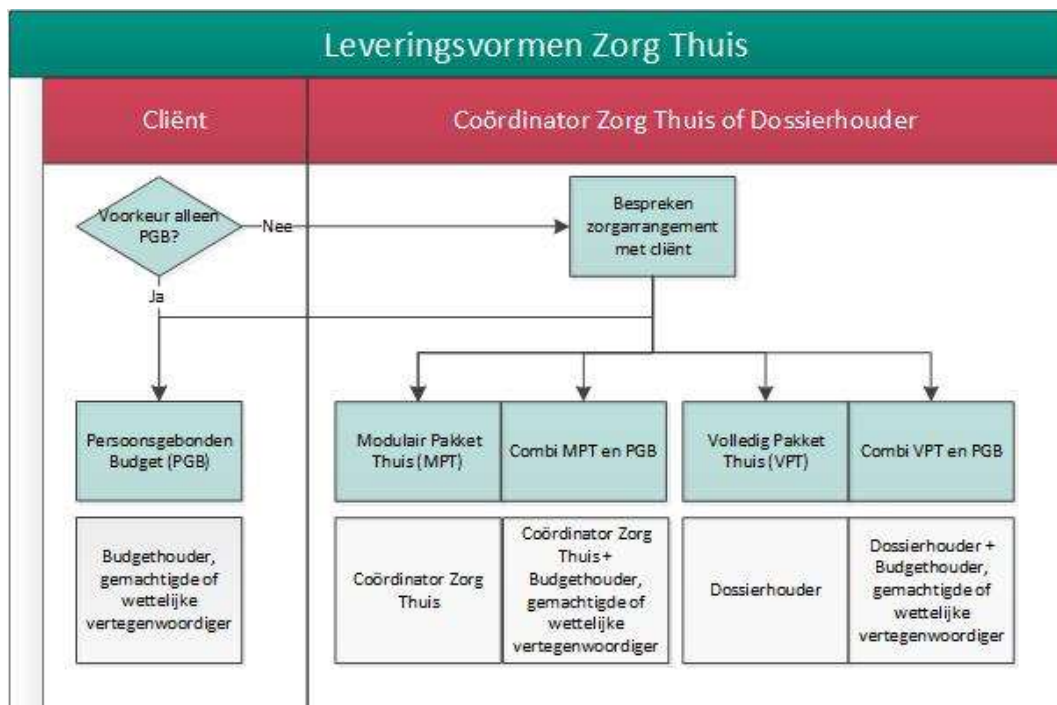 Leveringsvormen Zorg Thuis
Cliënt
Coördinator Zorg Thuis of Dossierhouder
Voorkeur alleen
PGB?
Nee
Ja
Bespreken
zorgarrangement
met cliënt
Persoonsgebonden
Budget (PGB)
Modulair Pakket
Thuis (MPT)
Combi MPT en PGB
Volledig Pakket
Thuis (VPT)
Combi VPT en PGB
Budgethouder,
gemachtigde of
wettelijke
vertegenwoordiger
Coördinator Zorg
Thuis
Coördinator Zorg
Thuis +
Budgethouder,
gemachtigde of
wettelijke
vertegenwoordiger
Dossierhouder
Dossierhouder +
Budgethouder,
gemachtigde of
wettelijke
vertegenwoordiger